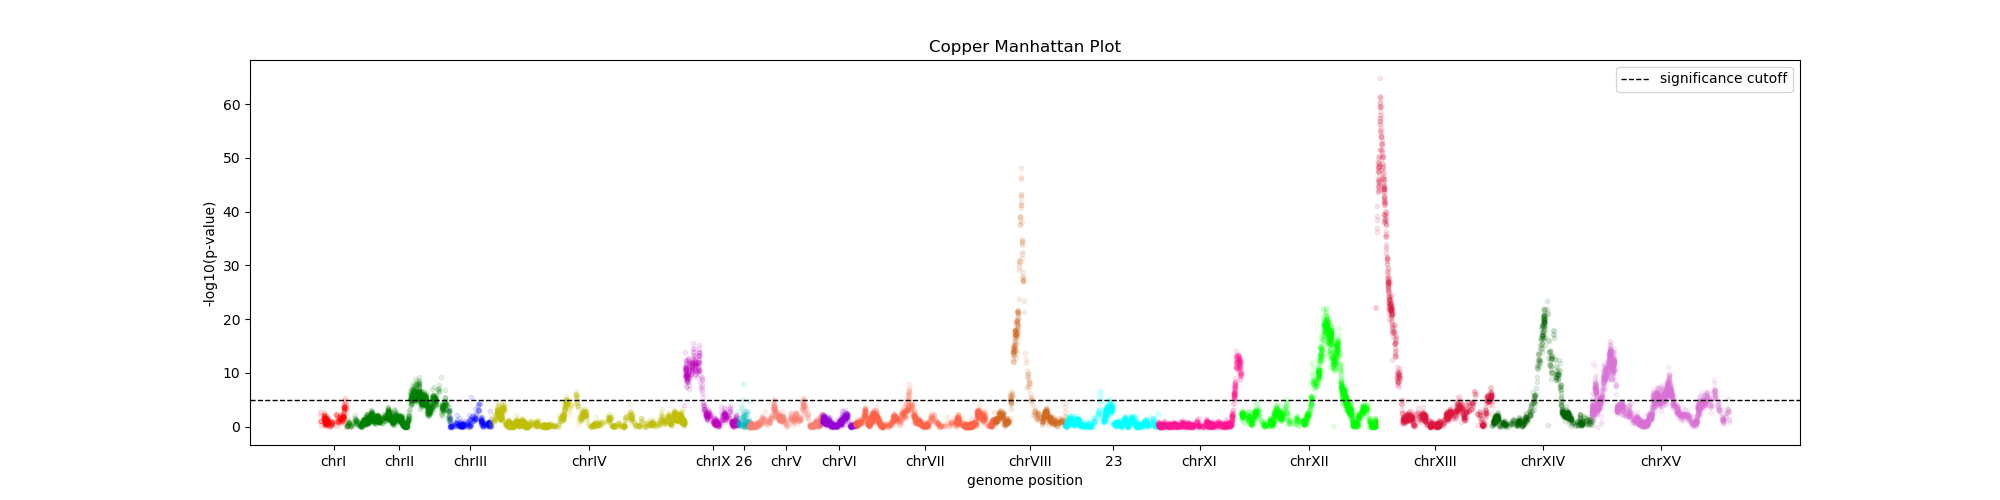 Copper Manhattan Plot
significance cutoff
-log10(p-value)
60
50
40
30
20
10
0
chrI chrII chrIII chrIV chrIX 26 chrV chrVI chrVII chrVIII 23 chrXI chrXII chrXIII chrXIV chrXV
genome position